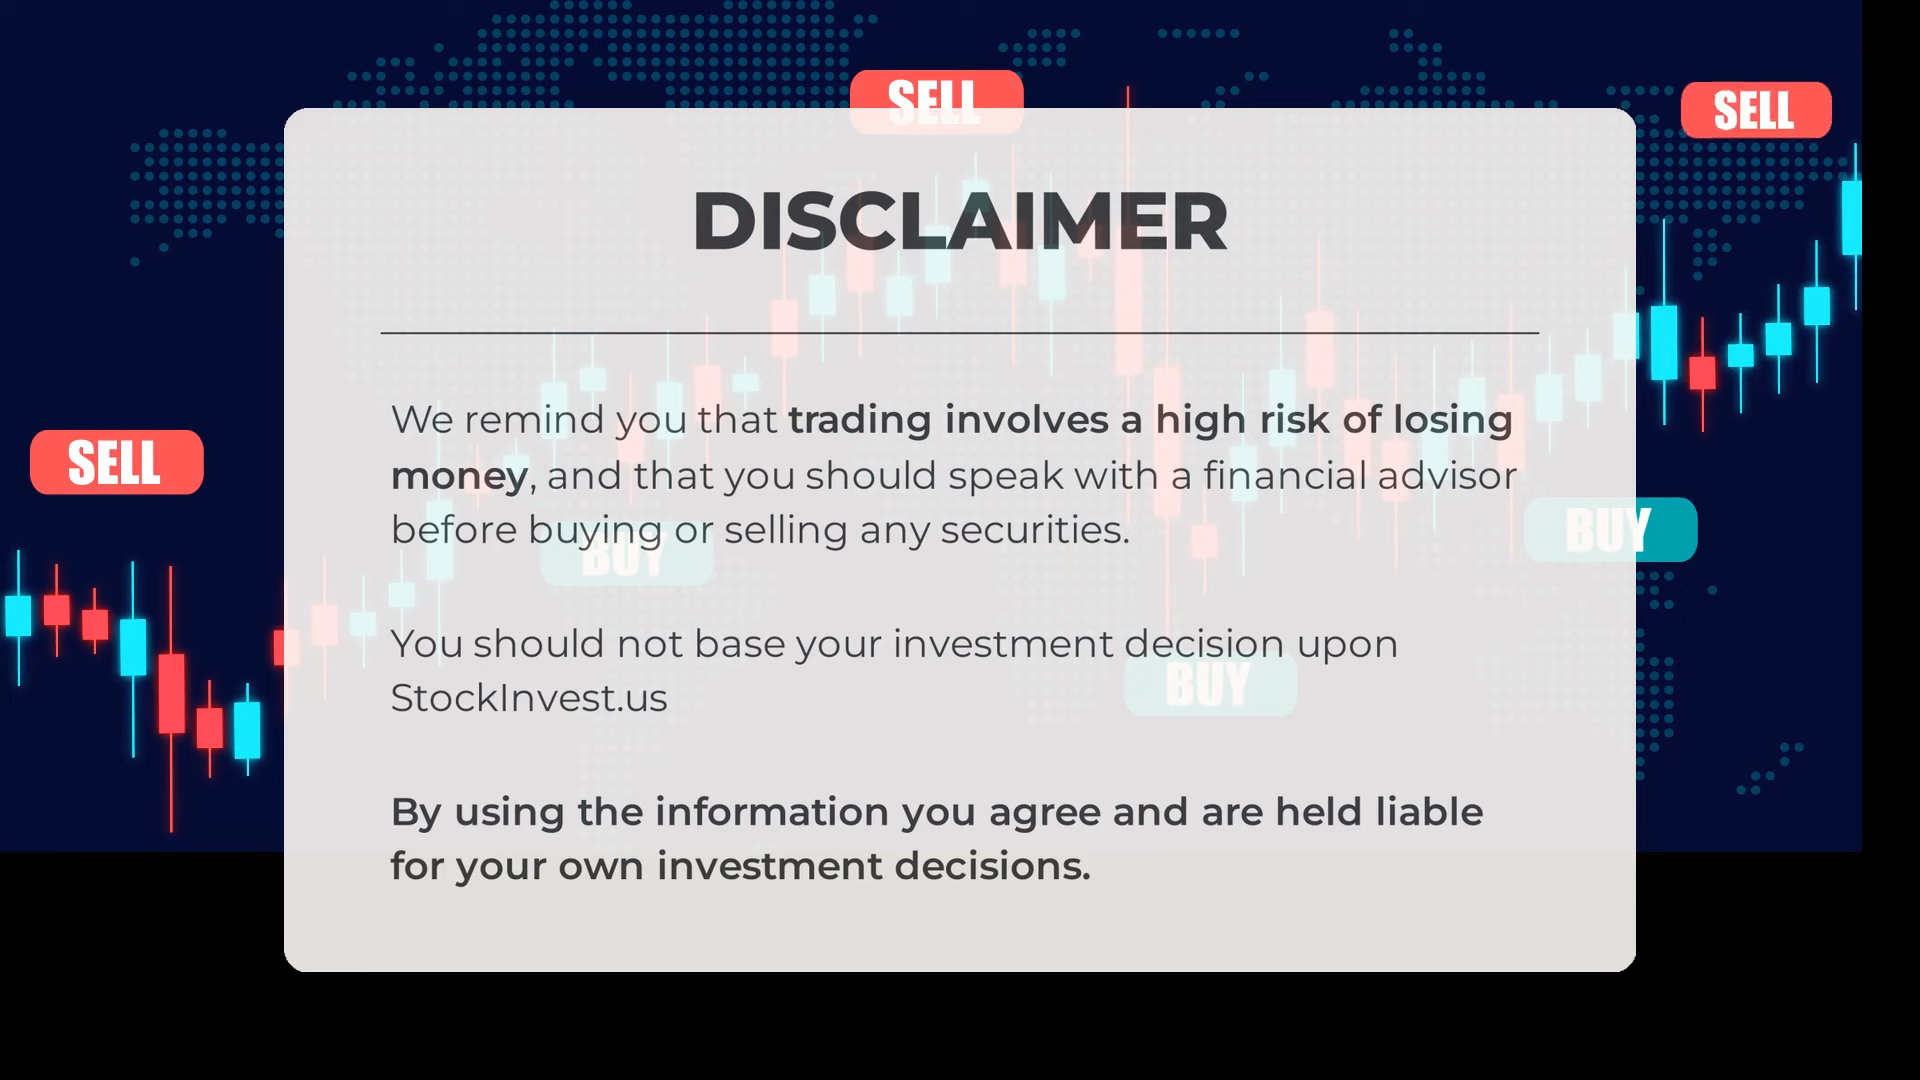 SELL
SELL
DISCLAIMER
We remind you that trading involves a high risk of losing
money, and that you should speak with a financial advisor
before buying or selling any securities.
SELL
BUY
BUY
You should not base your investment decision upon
StockInvest.us
BUY
By using the information you agree and are held liable
for your own investment decisions.